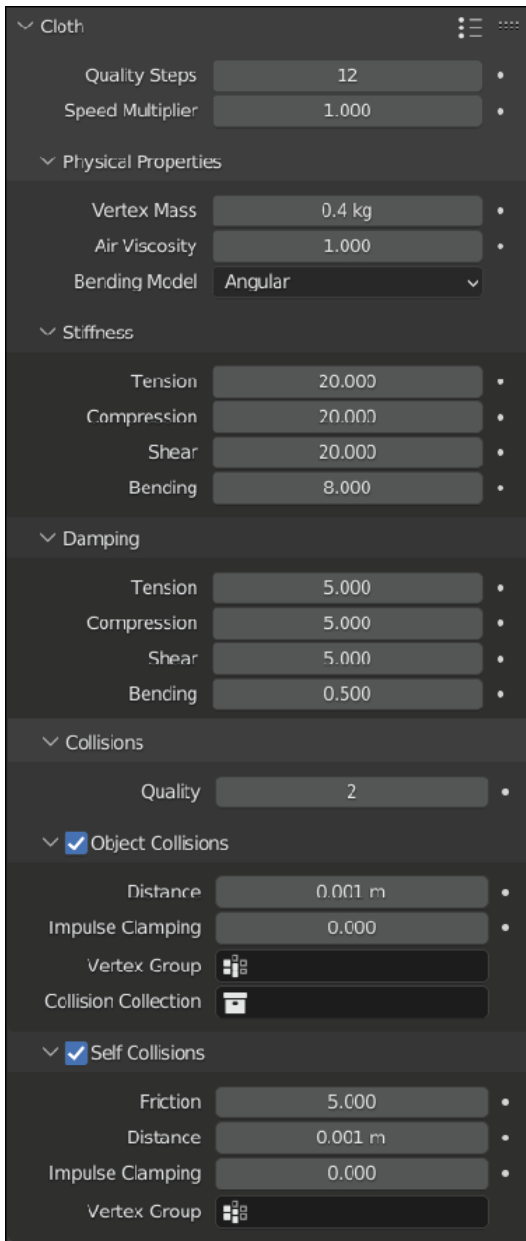 Cloth
Quality Steps 12
Speed Multiplier 1.000
Physical Properties
Vertex Mass 0.4 kg
Air Viscosity 1.000
Bending Model Angular
Stiffness
Tension 20.000
Compression 20.000
Shear 20.000
Bending 8.000
Damping
Tension 5.000
Compression 5.000
Shear 5.000
Bending 0.500
Collisions
Quality 2
Object Collisions
Distance 0.001 m
Impulse Clamping 0.000
Vertex Group
Collision Collection
Self Collisions
Friction 5.000
Distance 0.001 m
Impulse Clamping 0.000
Vertex Group